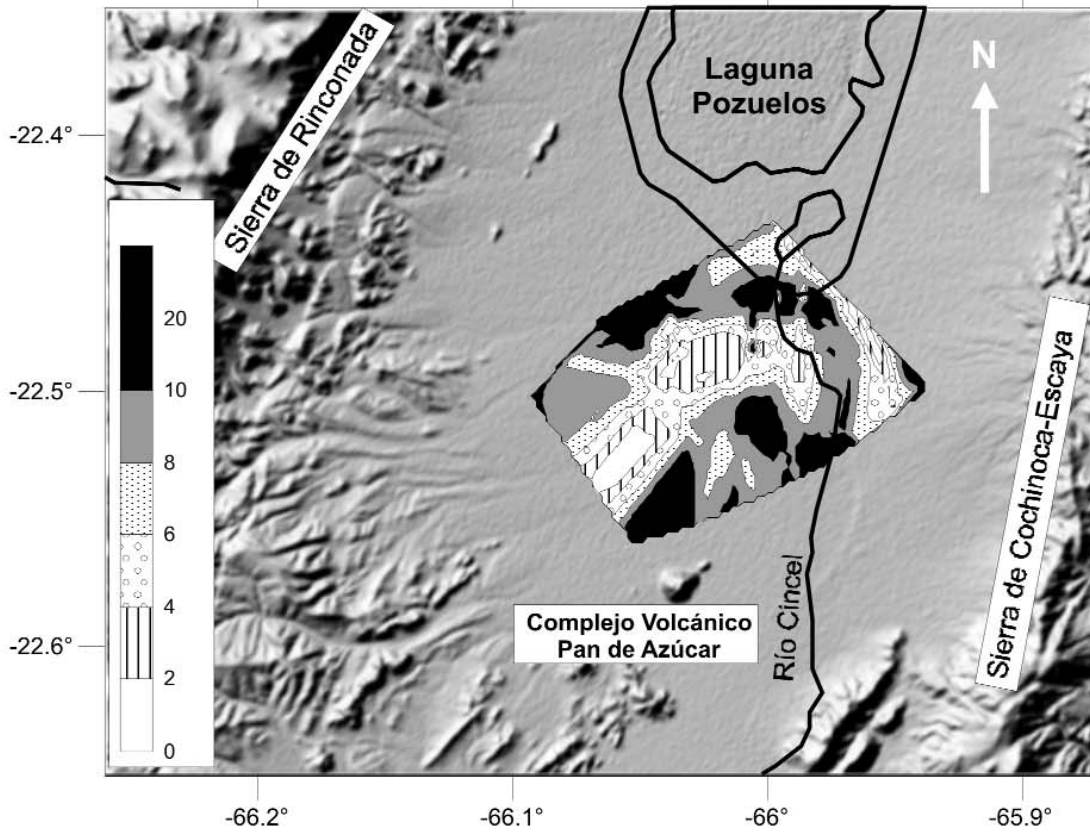 Sierra de Rinconada
Laguna
Pozuelos
N
-22.4°
-22.5°
-22.6°
20
10
8
6
4
2
0
Sierra de Cochinoca-Escaya
Río Cincel
Complejo Volcánico
Pan de Azúcar
-66.2°
-66.1°
-66°
-65.9°